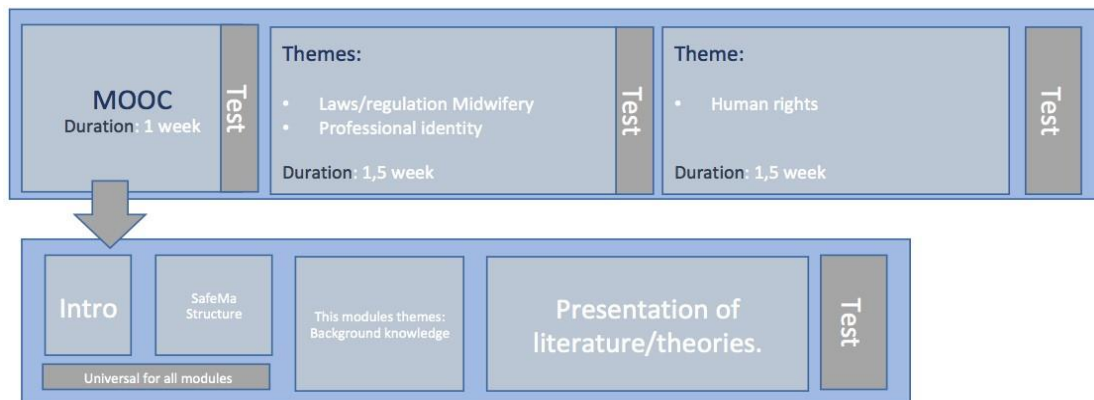 MOOC
Duration: 1 week
Test
Themes:
• Laws/regulation Midwifery
• Professional identity
Duration: 1,5 week
Test
Theme:
• Human rights
Duration: 1,5 week
Test
Intro
SafeMa
Structure
Universal for all modules
This modules themes:
Background knowledge
Presentation of
literature/theories.
Test